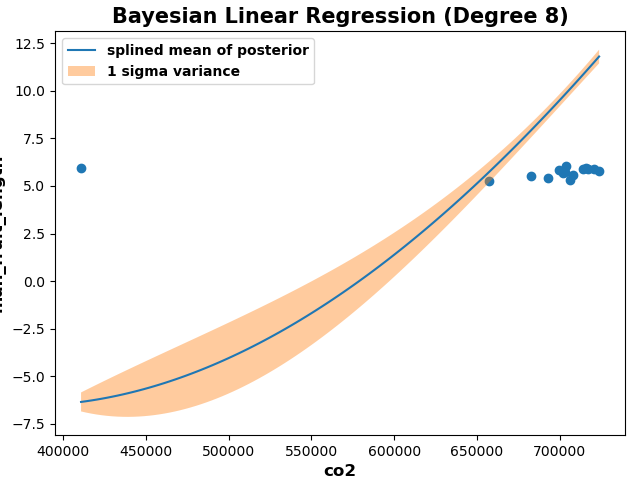 Bayesian Linear Regression (Degree 8)
splined mean of posterior
1 sigma variance
12.5
10.0
7.5
5.0
2.5
0.0
−2.5
−5.0
−7.5
400000 450000 500000 550000 600000 650000 700000
co2